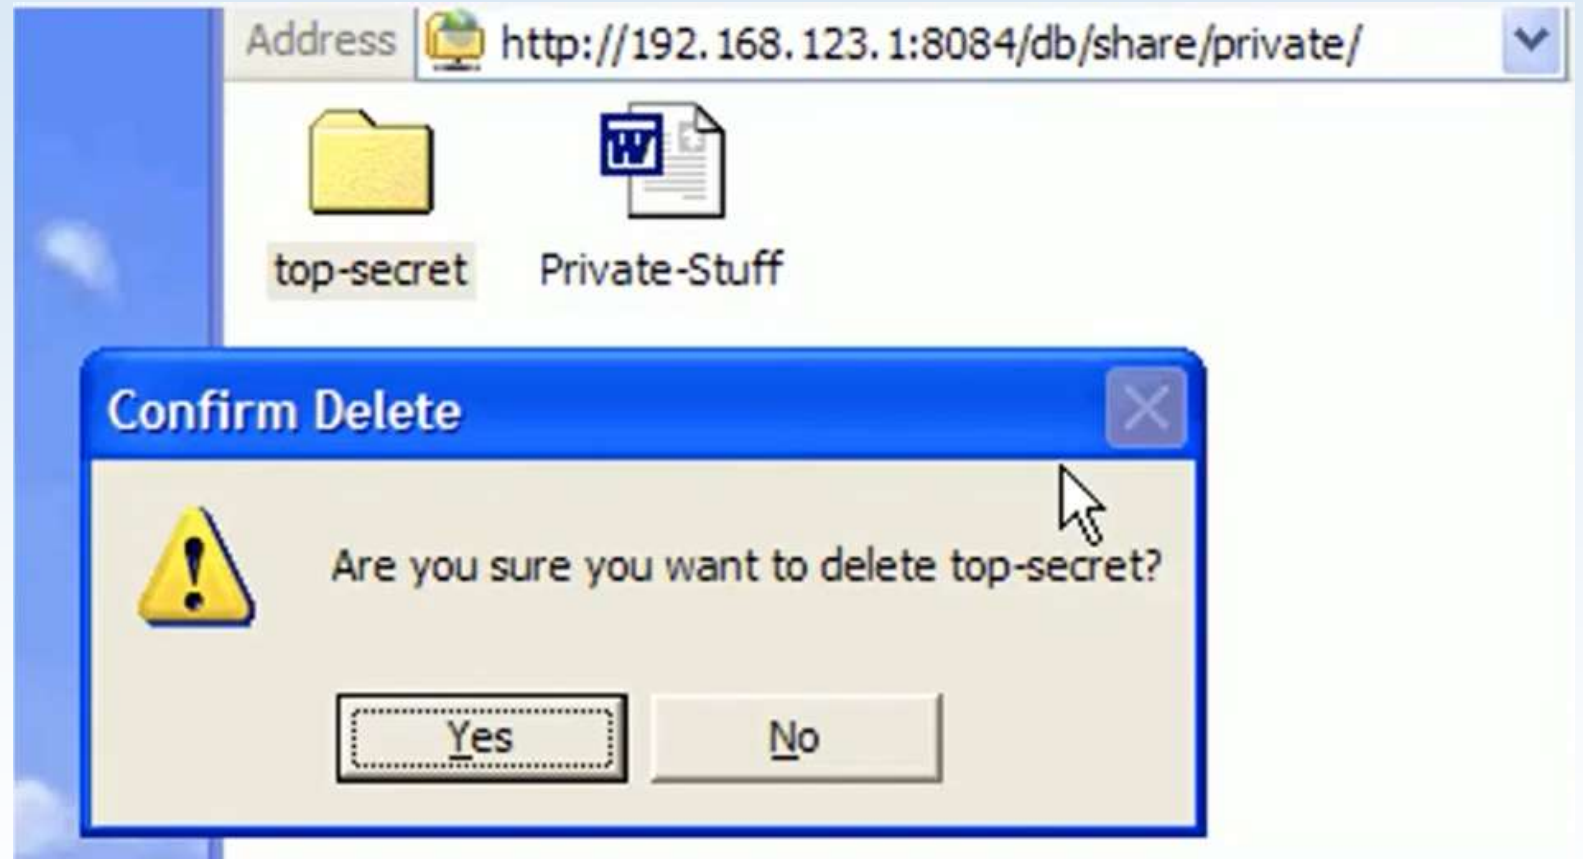 Address http://192.168.123.1:8084/db/share/private/
W
top-secret Private-Stuff
Confirm Delete
Are you sure you want to delete top-secret?
Yes No